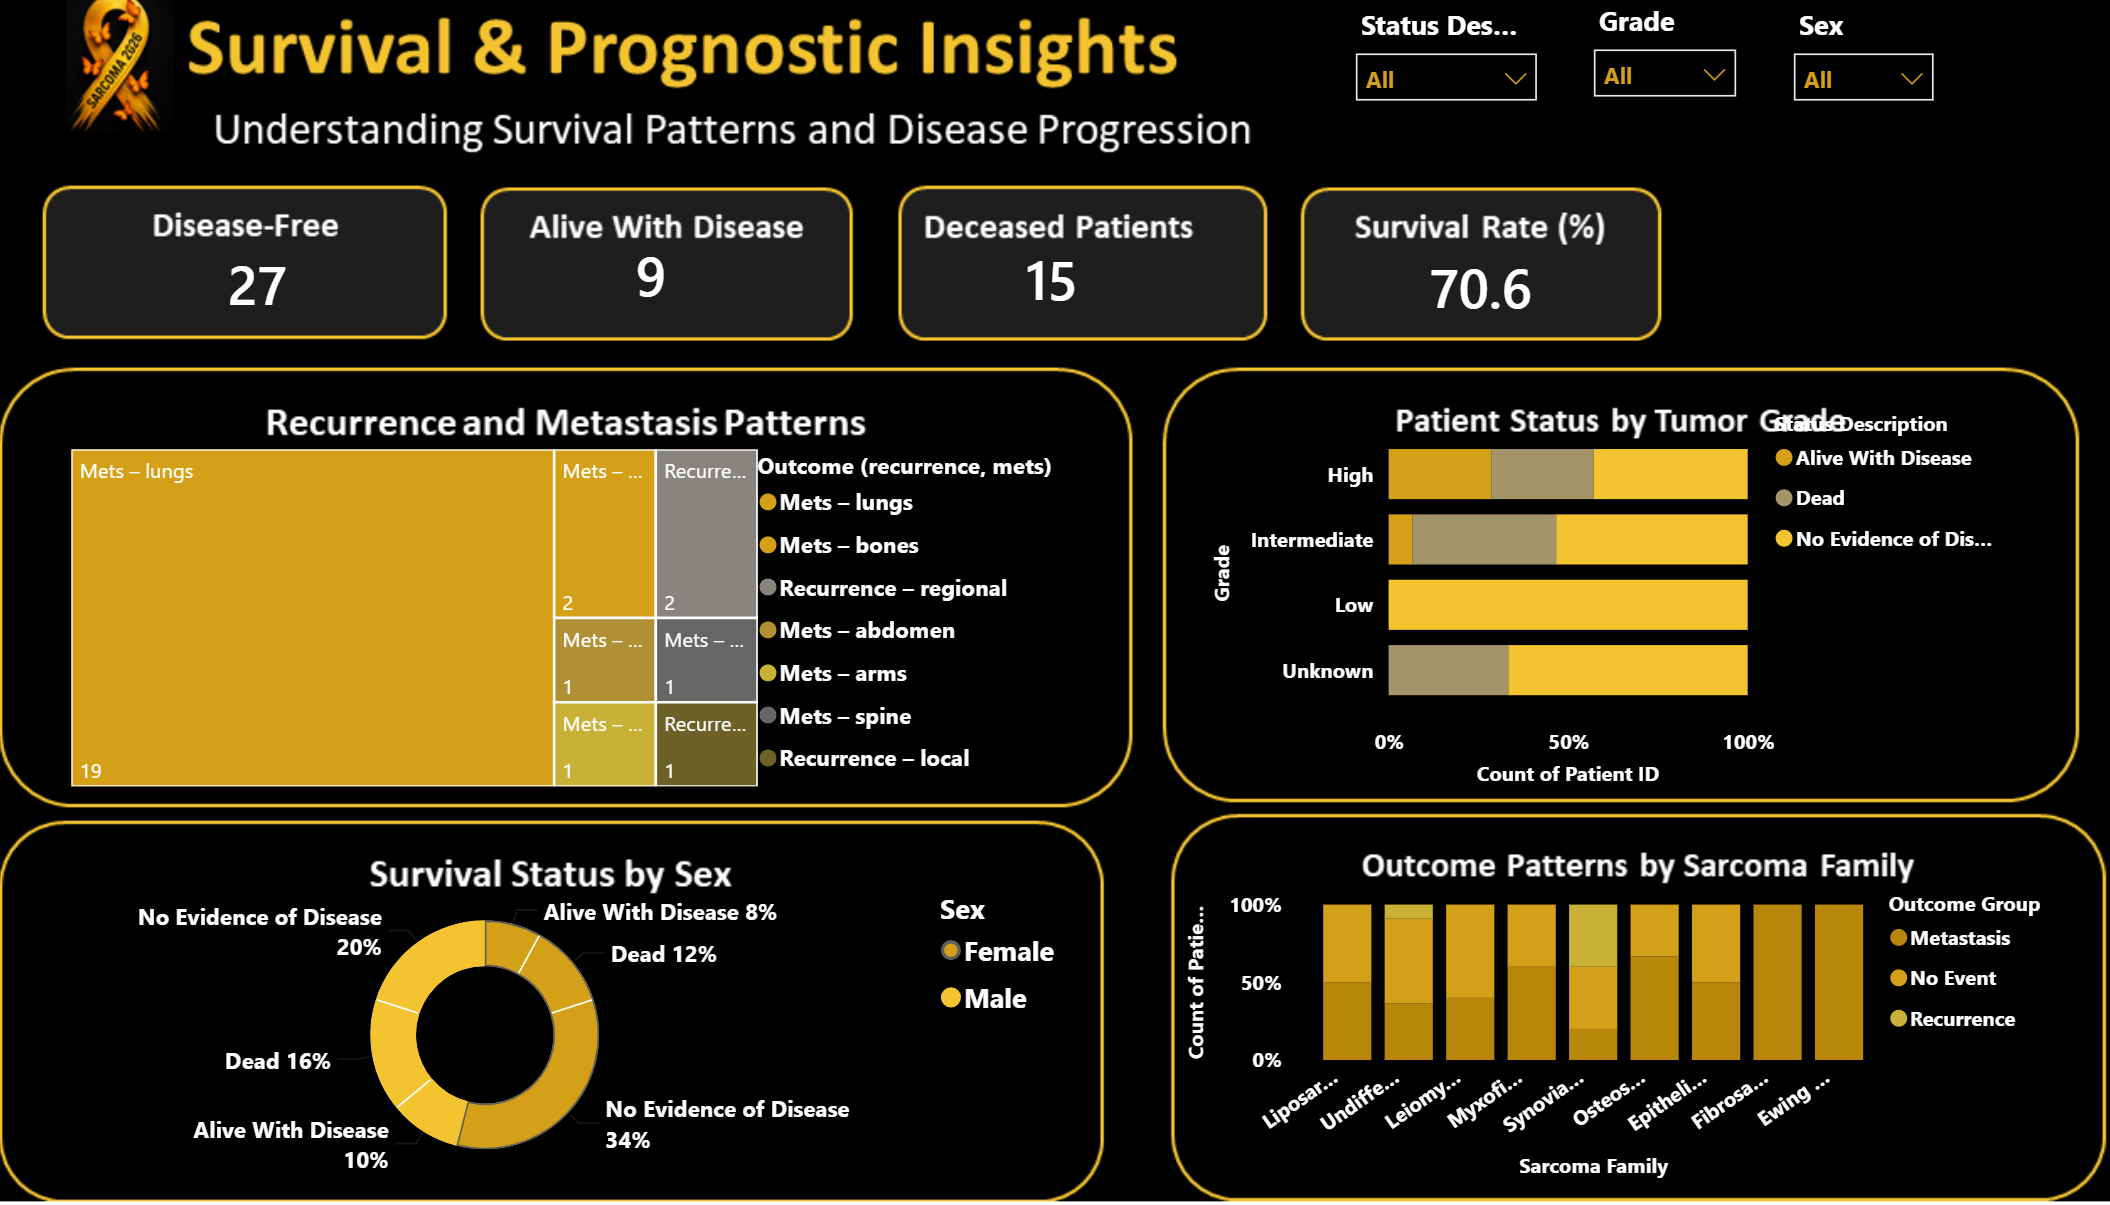 SARCOMA 2026
Survival & Prognostic Insights
Understanding Survival Patterns and Disease Progression
Status Des...
All
Grade
All
Sex
All
Disease-Free
27
Alive With Disease
9
Deceased Patients
15
Survival Rate (%)
70.6
Recurrence and Metastasis Patterns
Mets – lungs
19
Mets – ...
2
Recurre...
2
Mets – ...
1
Mets – ...
1
Mets – ...
1
Recurre...
1
Outcome (recurrence, mets)
Mets – lungs
Mets – bones
Recurrence – regional
Mets – abdomen
Mets – arms
Mets – spine
Recurrence – local
Patient Status by Tumor Grade
Status Description
Alive With Disease
Dead
No Evidence of Dis...
Grade
High
Intermediate
Low
Unknown
0%
50%
100%
Count of Patient ID
Survival Status by Sex
No Evidence of Disease
20%
Alive With Disease 8%
Dead 12%
Dead 16%
Alive With Disease
10%
No Evidence of Disease
34%
Sex
Female
Male
Outcome Patterns by Sarcoma Family
Count of Patie...
100%
50%
0%
Liposar...
Undiffe...
Leiomy...
Myxofi...
Synovia...
Osteos...
Epitheli...
Fibrosa...
Ewing ...
Sarcoma Family
Outcome Group
Metastasis
No Event
Recurrence